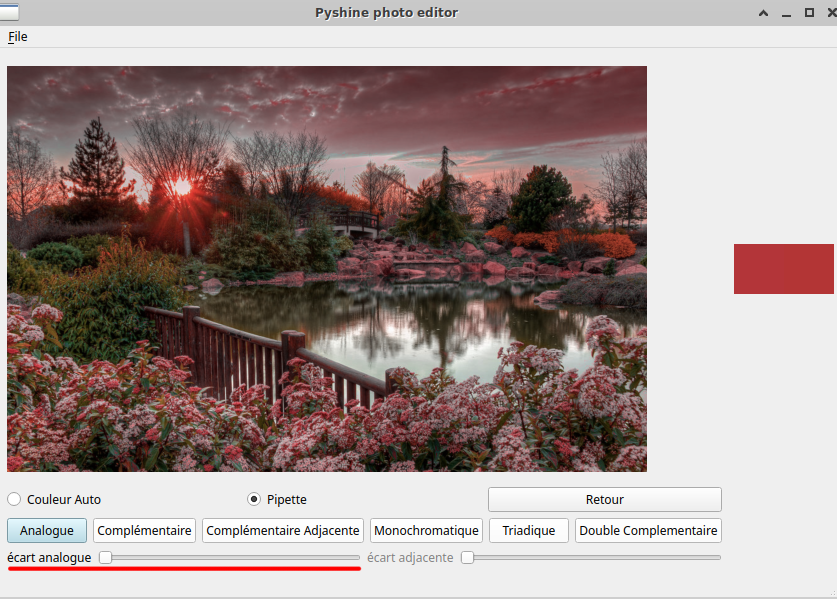 Pyshine photo editor
File
Couleur Auto Pipette Retour
Analogue Complémentaire Complémentaire Adjacente Monochromatique Triadique Double Complementaire
écart analogue écart adjacente